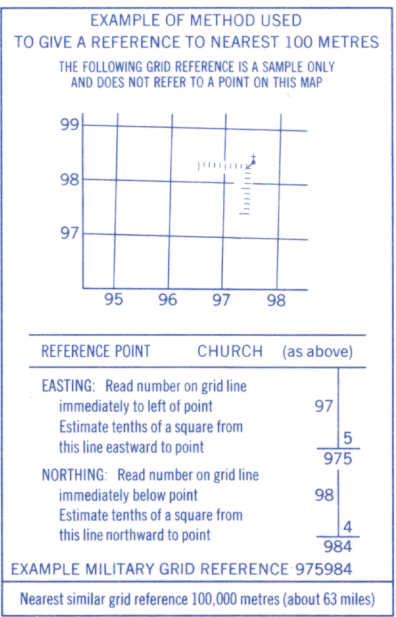 EXAMPLE OF METHOD USED
TO GIVE A REFERENCE TO NEAREST 100 METRES
THE FOLLOWING GRID REFERENCE IS A SAMPLE ONLY
AND DOES NOT REFER TO A POINT ON THIS MAP
99
98
97
95 96 97 98
REFERENCE POINT CHURCH (as above)
EASTING: Read number on grid line
immediately to left of point 97
Estimate tenths of a square from
this line eastward to point 5
975
NORTHING: Read number on grid line
immediately below point 98
Estimate tenths of a square from
this line northward to point 4
984
EXAMPLE MILITARY GRID REFERENCE 975984
Nearest similar grid reference 100,000 metres (about 63 miles)